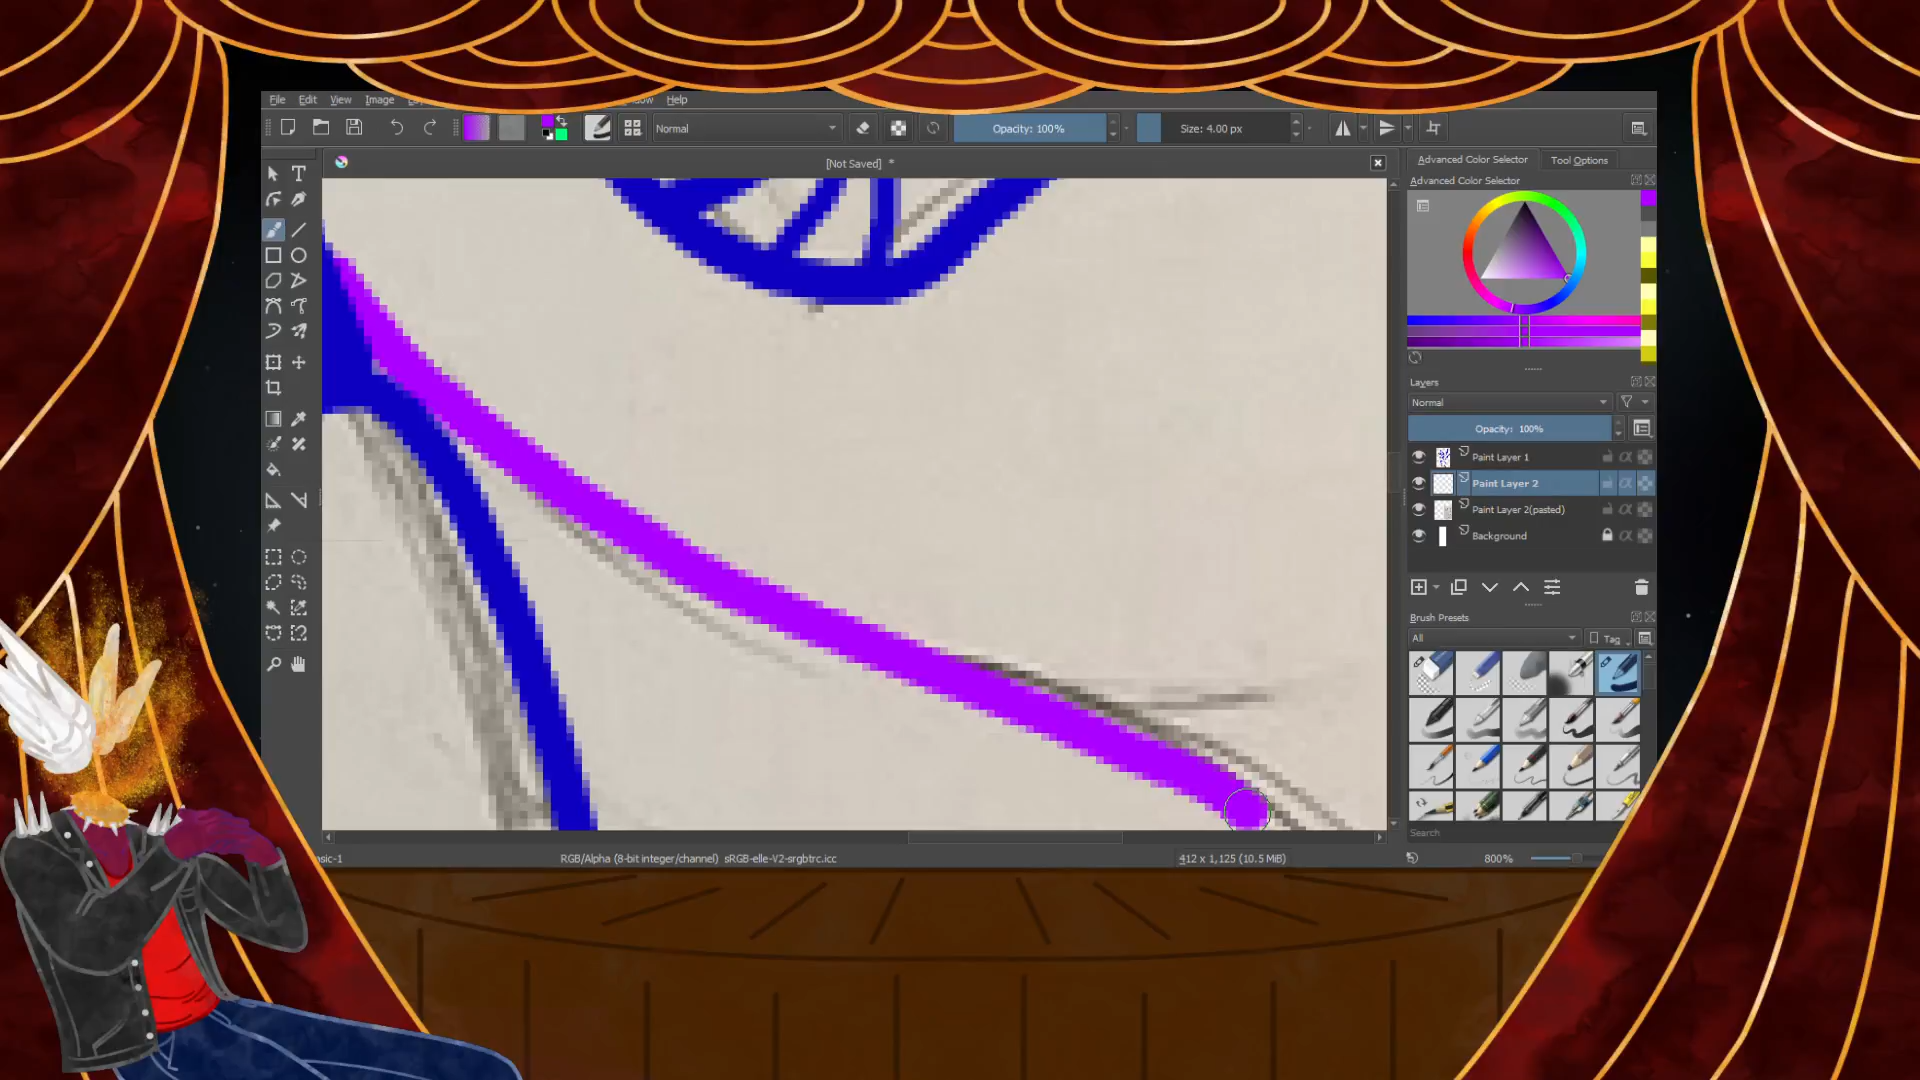 File Edit View Image Help
Normal Opacity: 100% Size: 4.00 px
[Not Saved] *
Advanced Color Selector Tool Options
Advanced Color Selector
Layers
Normal
Opacity: 100%
Paint Layer 1
Paint Layer 2
Paint Layer 2(pasted)
Background
Brush Presets
All Tag
Search
RGB/Alpha (8-bit integer/channel) sRGB-elle-V2-srgbtrc.icc 412 x 1,125 (10.5 MiB) 800%